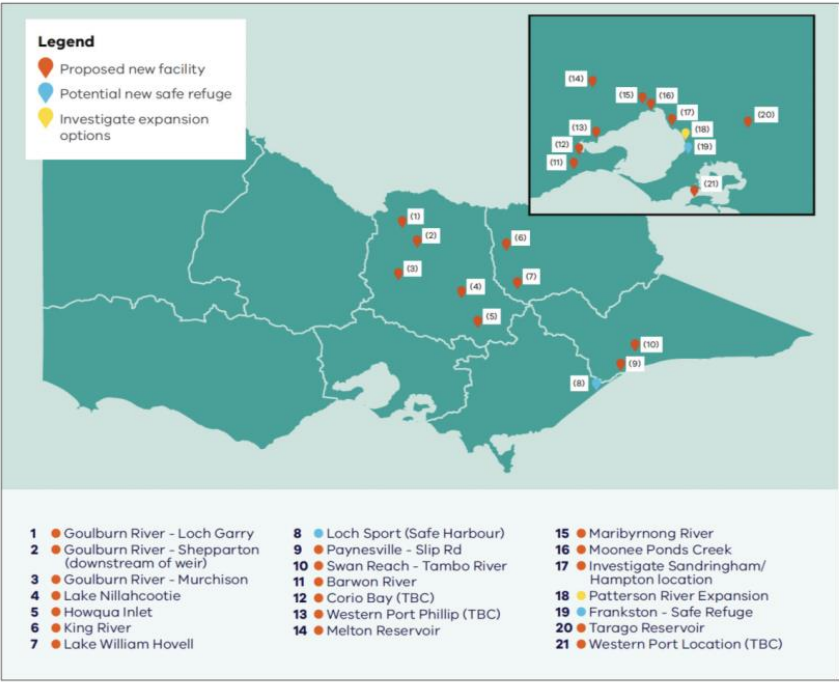 Legend
Proposed new facility
Potential new safe refuge
Investigate expansion
options
(14)
(15)
(16)
(17)
(20)
(13)
(18)
(12)
(19)
(11)
(21)
(1)
(2)
(6)
(3)
(7)
(4)
(5)
(10)
(9)
(8)
1 Goulburn River - Loch Garry
2 Goulburn River - Shepparton
(downstream of weir)
3 Goulburn River - Murchison
4 Lake Nillahcootie
5 Howqua Inlet
6 King River
7 Lake William Hovell
8 Loch Sport (Safe Harbour)
9 Paynesville - Slip Rd
10 Swan Reach - Tambo River
11 Barwon River
12 Corio Bay (TBC)
13 Western Port Phillip (TBC)
14 Melton Reservoir
15 Maribyrnong River
16 Moonee Ponds Creek
17 Investigate Sandringham/
Hampton location
18 Patterson River Expansion
19 Frankston - Safe Refuge
20 Tarago Reservoir
21 Western Port Location (TBC)